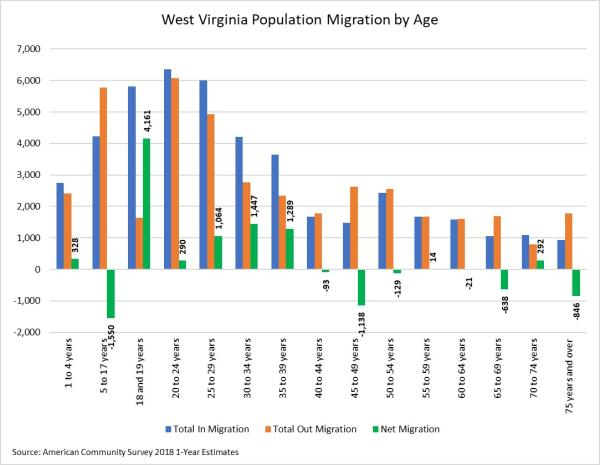 West Virginia Population Migration by Age
7,000
6,000
5,000
4,000
3,000
2,000
1,000
0
-1,000
-2,000
328
-1,550
4,161
290
1,064
1,447
1,289
-93
-1,138
-129
14
-21
-638
292
-846
1 to 4 years
5 to 17 years
18 and 19 years
20 to 24 years
25 to 29 years
30 to 34 years
35 to 39 years
40 to 44 years
45 to 49 years
50 to 54 years
55 to 59 years
60 to 64 years
65 to 69 years
70 to 74 years
75 years and over
Total In Migration Total Out Migration Net Migration
Source: American Community Survey 2018 1-Year Estimates